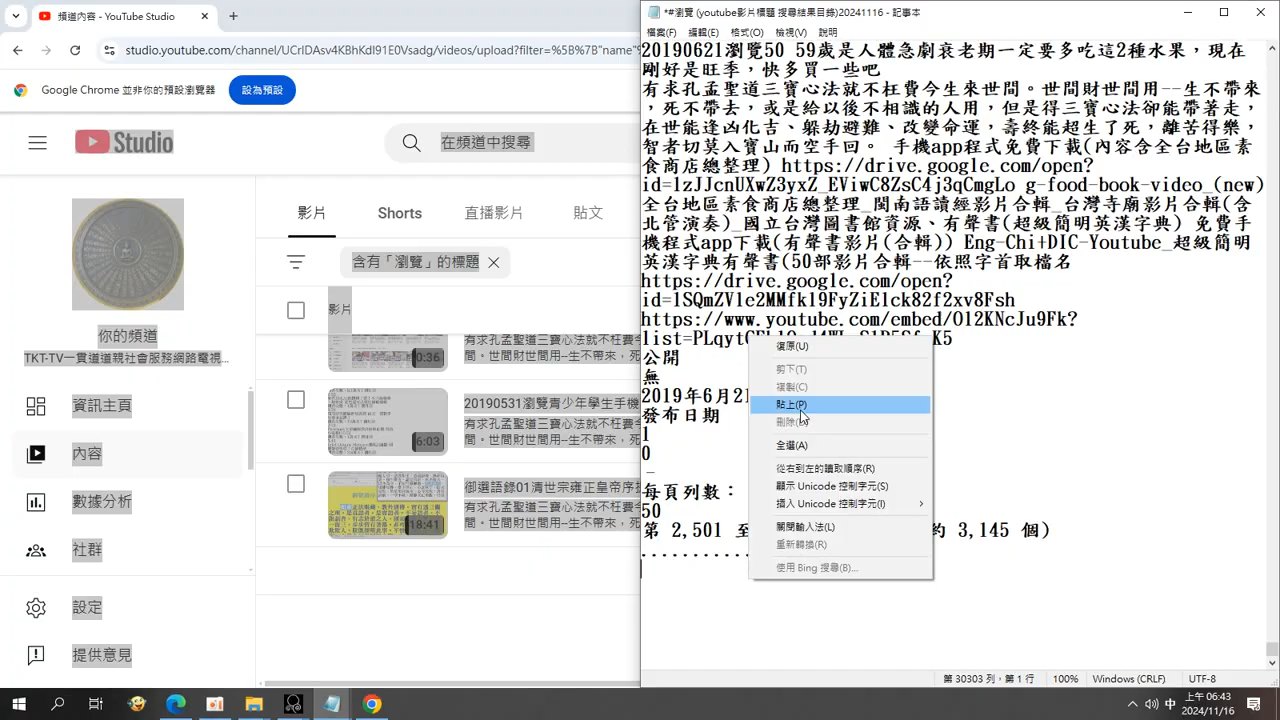 頻道內容 - YouTube Studio
studio.youtube.com/channel/UCrIDAsv4KBhKdI91E0Vsadg/videos/upload?filter=%5B%7B"name"
Google Chrome 並非你的預設瀏覽器
設為預設
Studio
在頻道中搜尋
你的頻道
TKT-TV一貫道道親社會服務網路電視...
資訊主頁
內容
數據分析
社群
設定
提供意見
影片
Shorts
直播影片
貼文
含有「瀏覽」的標題
影片
0:36
有求孔孟聖道三寶心法就不枉費今
間。世間財世間用--生不帶來，死不
20190531瀏覽青少年學生手機
有求孔孟聖道三寶心法就不枉費今
間。世間財世間用--生不帶來，死不
6:03
御選語錄01清世宗雍正皇帝序
有求孔孟聖道三寶心法就不枉費今
間。世間財世間用--生不帶來，死不
18:41
*#瀏覽 (youtube影片標題 搜尋結果目錄)20241116 - 記事本
檔案(F) 編輯(E) 格式(O) 檢視(V) 說明
20190621瀏覽50 59歲是人體急劇衰老期一定要多吃這2種水果，現在
剛好是旺季，快多買一些吧
有求孔孟聖道三寶心法就不枉費今生來世間。世間財世間用--生不帶來
，死不帶去，或是給以後不相識的人用，但是得三寶心法卻能帶著走，
在世能逢凶化吉、躲劫避難、改變命運，壽終能超生了死，離苦得樂，
智者切莫入寶山而空手回。 手機app程式免費下載(內容含全台地區素
食商店總整理) https://drive.google.com/open?
id=1zJJcnUXwZ3yxZ_EViwC8ZsC4j3qCmgLo g-food-book-video_(new)
全台地區素食商店總整理_閩南語讀經影片合輯_台灣寺廟影片合輯(含
北管演奏)_國立台灣圖書館資源、有聲書(超級簡明英漢字典) 免費手
機程式app下載(有聲書影片(合輯)) Eng-Chi+DIC-Youtube_超級簡明
英漢字典有聲書(50部影片合輯--依照字首取檔名
https://drive.google.com/open?
id=1SQmZVle2MMfkl9FyZiElck82f2xv8Fsh
https://www.youtube.com/embed/O12KNcJu9Fk?
公開
無
2019年6月21
發布日期
1
0
–
每頁列數：
50
第 2,501 至 約 3,145 個)
復原(U)
剪下(T)
複製(C)
貼上(P)
全選(A)
從右到左的讀取順序(R)
顯示 Unicode 控制字元(S)
插入 Unicode 控制字元(I)
關閉輸入法(L)
重新轉換(R)
使用 Bing 搜尋(B)...
第 30303 列，第 1 行
100%
Windows (CRLF)
UTF-8
中
上午 06:43
2024/11/16